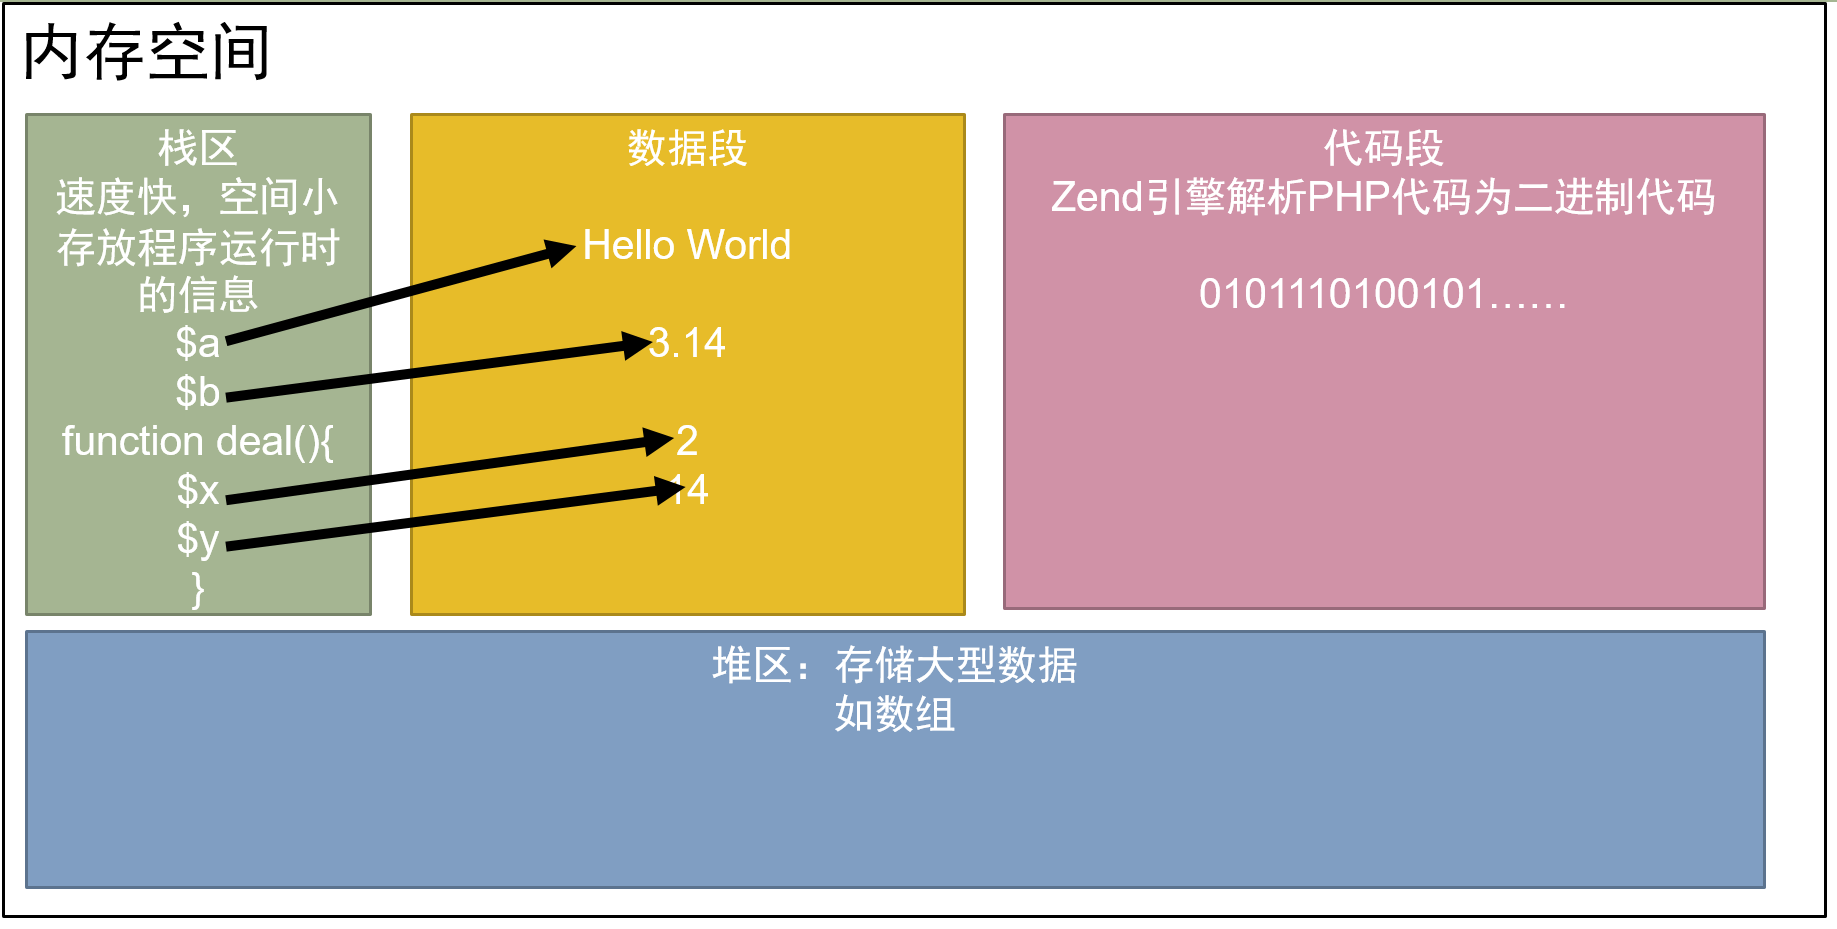 内存空间
栈区
速度快，空间小
存放程序运行时
的信息
$a
$b
function deal(){
$x
$y
}
数据段
Hello World
3.14
2
14
代码段
Zend引擎解析PHP代码为二进制代码
0101110100101……
堆区：存储大型数据
如数组